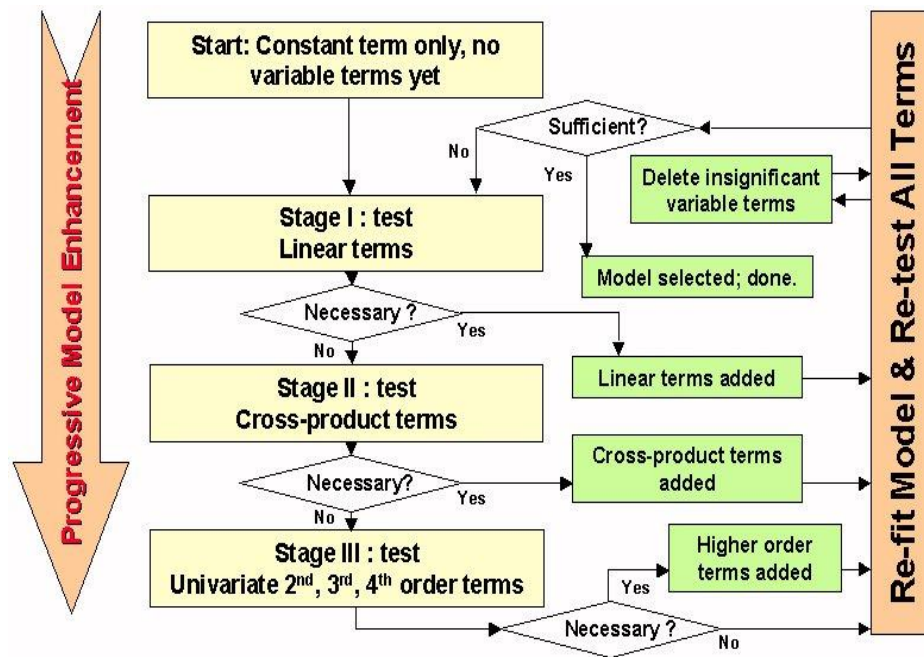 Progressive Model Enhancement
Start: Constant term only, no
variable terms yet
Sufficient?
No
Yes
Delete insignificant
variable terms
Stage I : test
Linear terms
Model selected; done.
Necessary ?
Yes
No
Linear terms added
Stage II : test
Cross-product terms
Cross-product terms
added
Necessary?
Yes
No
Stage III : test
Univariate 2nd, 3rd, 4th order terms
Higher order
terms added
Yes
Necessary ?
No
Re-fit Model & Re-test All Terms